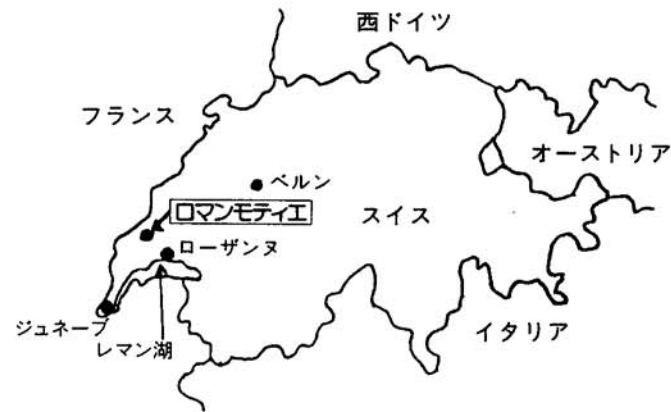 西ドイツ
フランス
オーストリア
ベルン
ロマンモティエ
スイス
ローザンヌ
ジュネーブ
レマン湖
イタリア